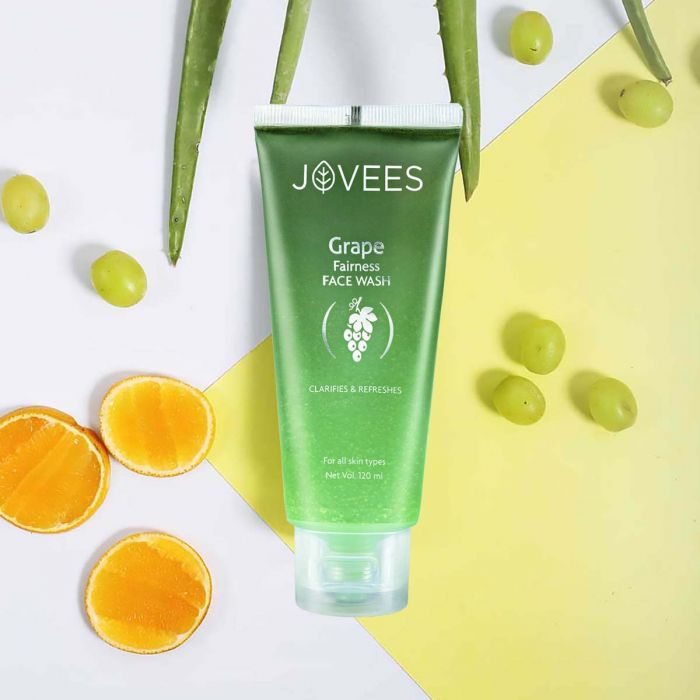 JOVEES
Grape
Fairness
FACE WASH
CLARIFIES & REFRESHES
For all skin types
Net Vol. 120 ml